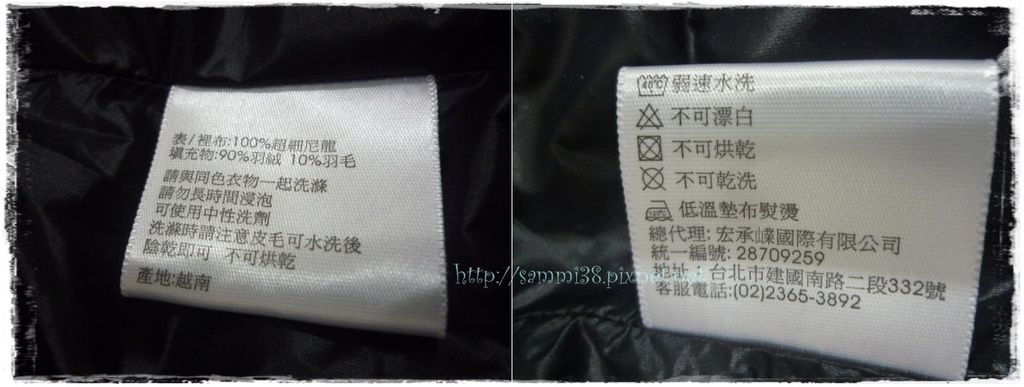 表/裡布:100%超細尼龍
填充物:90%羽絨 10%羽毛
請與同色衣物一起洗滌
請勿長時間浸泡
可使用中性洗劑
洗滌時請注意皮毛可水洗後
陰乾即可 不可烘乾
產地:越南
40℃ 弱速水洗
不可漂白
不可烘乾
不可乾洗
低溫墊布熨燙
總代理: 宏承嶸國際有限公司
統一編號: 28709259
地址: 台北市建國南路二段332號
客服電話:(02)2365-3892
http://sammi38.pixnet.net